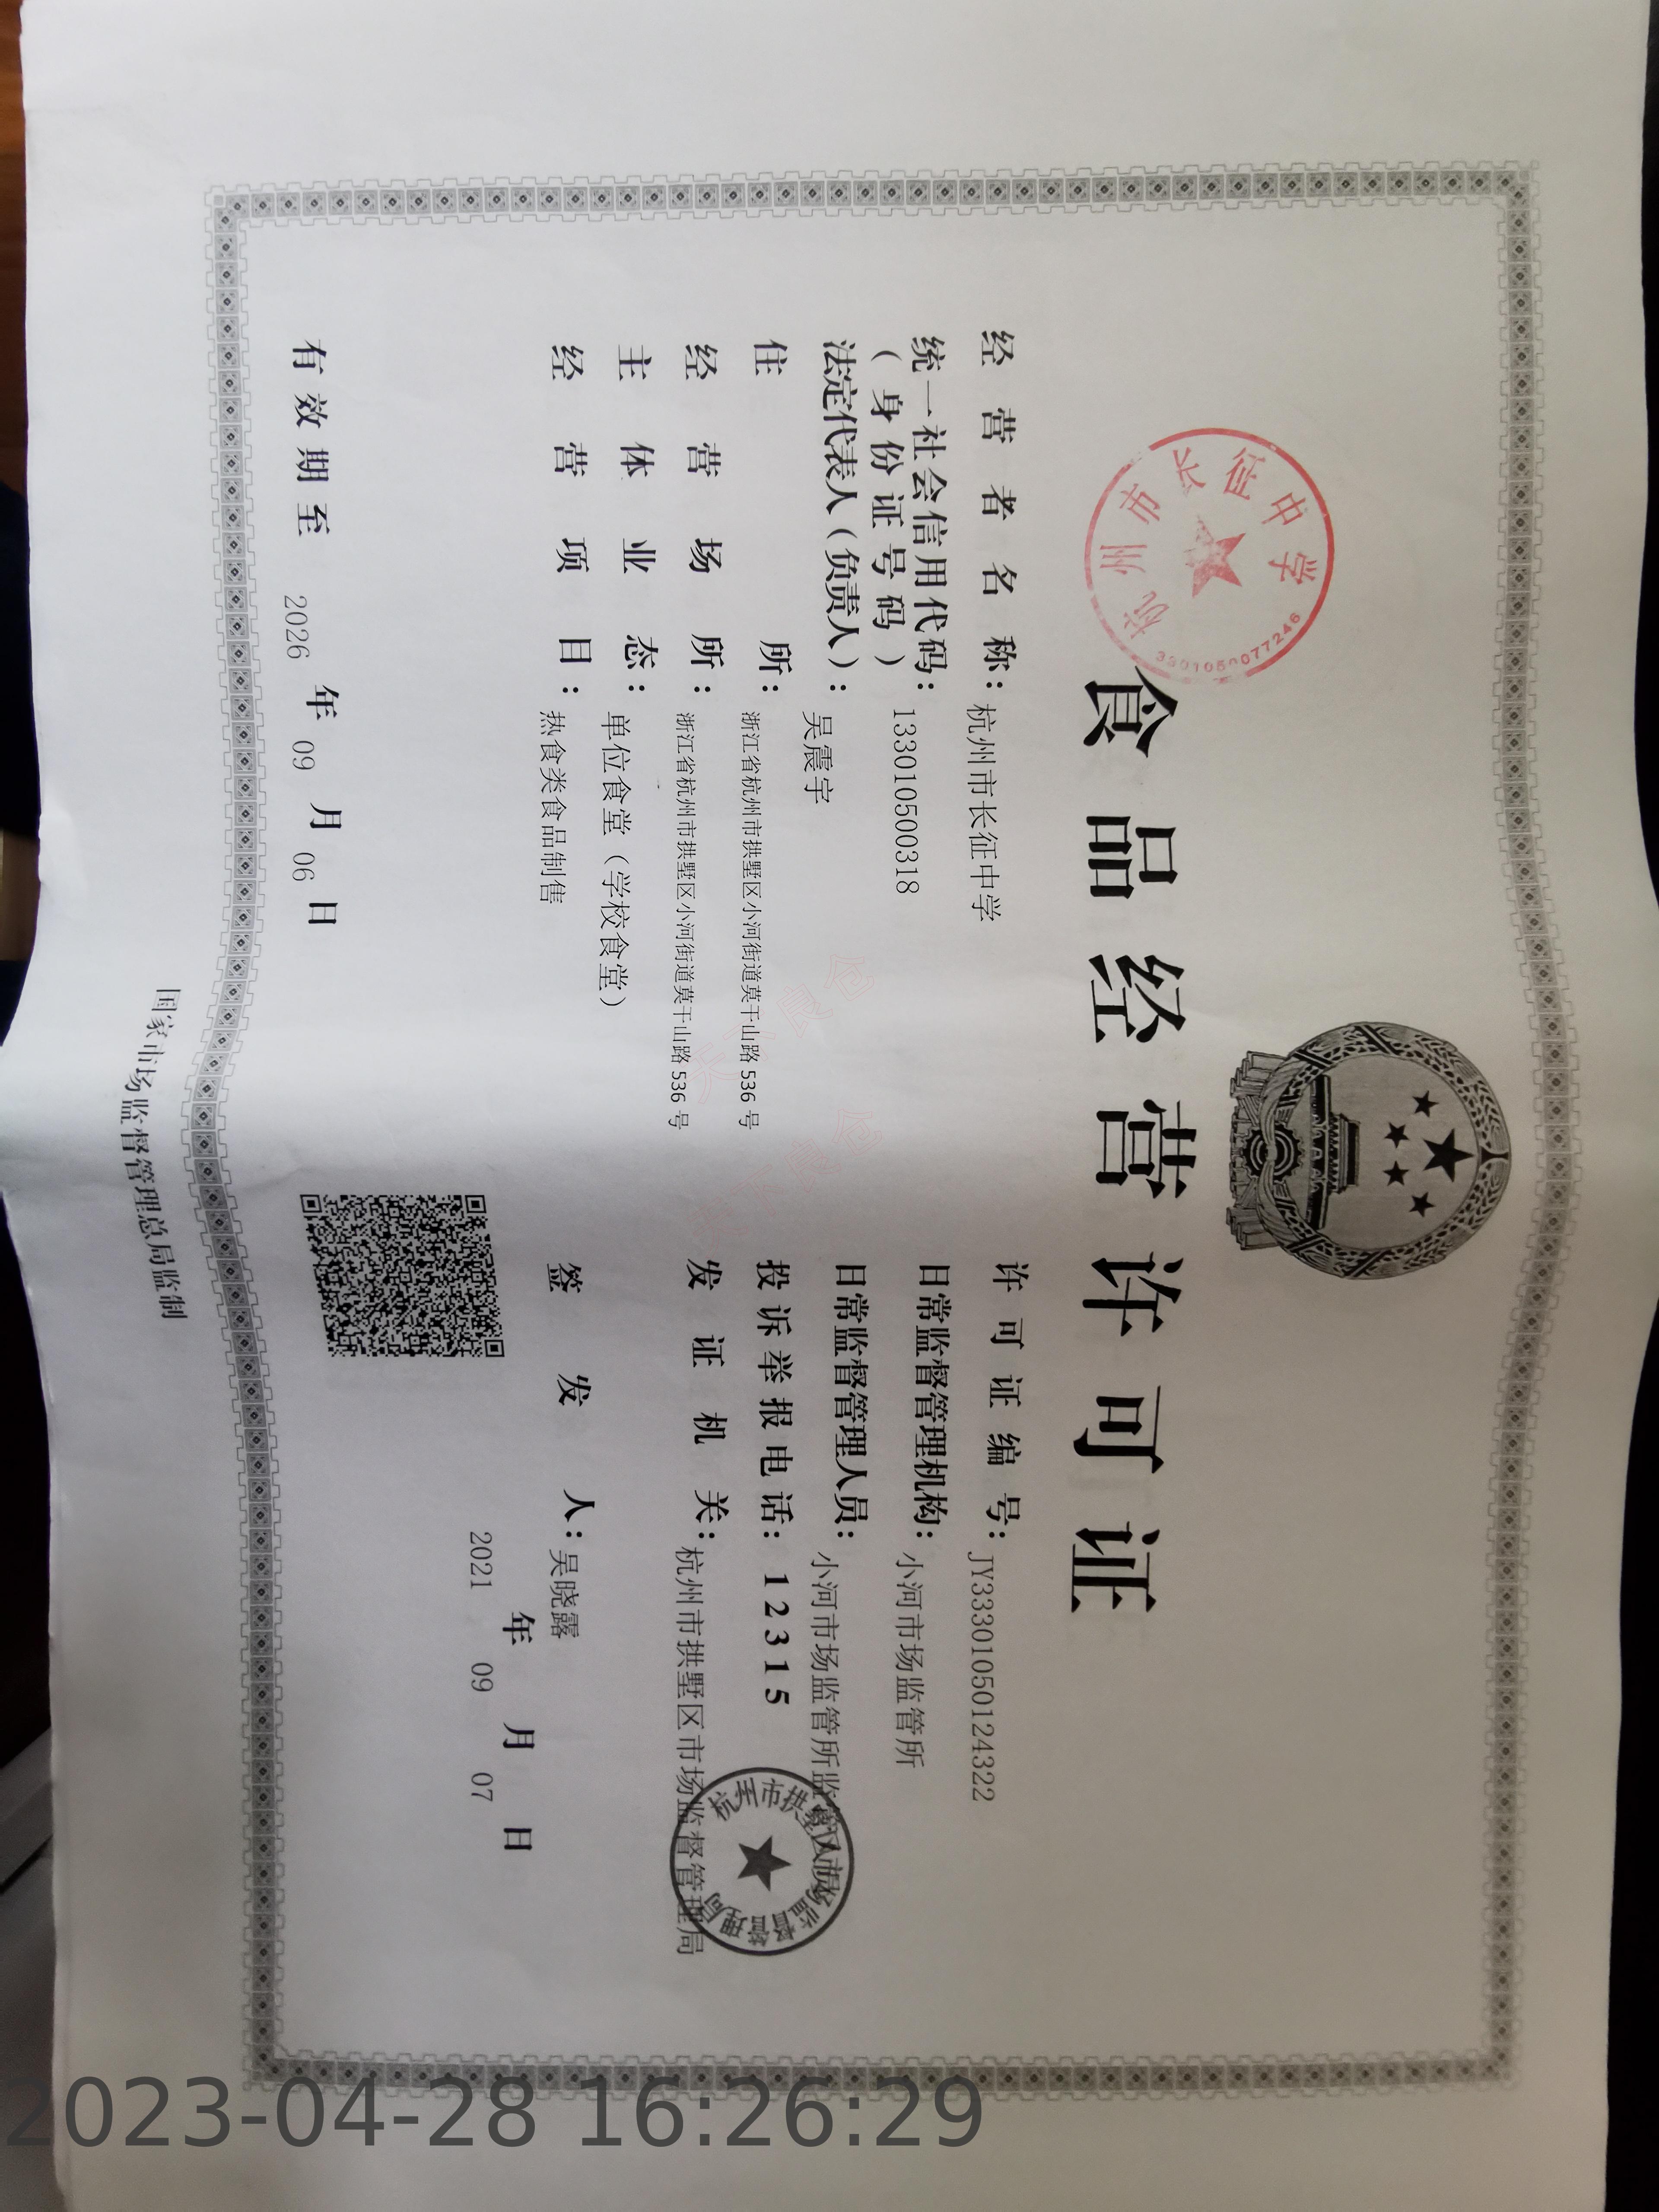 食品经营许可证
杭州市长征中学
经营者名称：杭州市长征中学
统一社会信用代码：
（身份证号码）
133010500318
法定代表人（负责人）：吴震宇
住所：浙江省杭州市拱墅区小河街道莫干山路 536 号
经营场所：浙江省杭州市拱墅区小河街道莫干山路 536 号
主体业态：单位食堂（学校食堂）
经营项目：热食类食品制售
有效期至 2026 年 09 月 06 日
许可证编号：JY33301050124322
日常监督管理机构：小河市场监管所
日常监督管理人员：小河市场监管所
投诉举报电话：12315
发证机关：杭州市拱墅区市场监督管理局
杭州市拱墅区市场监督管理局
签发人：吴晓露
2021 年 09 月 07 日
国家市场监督管理总局监制
2023-04-28 16:26:29